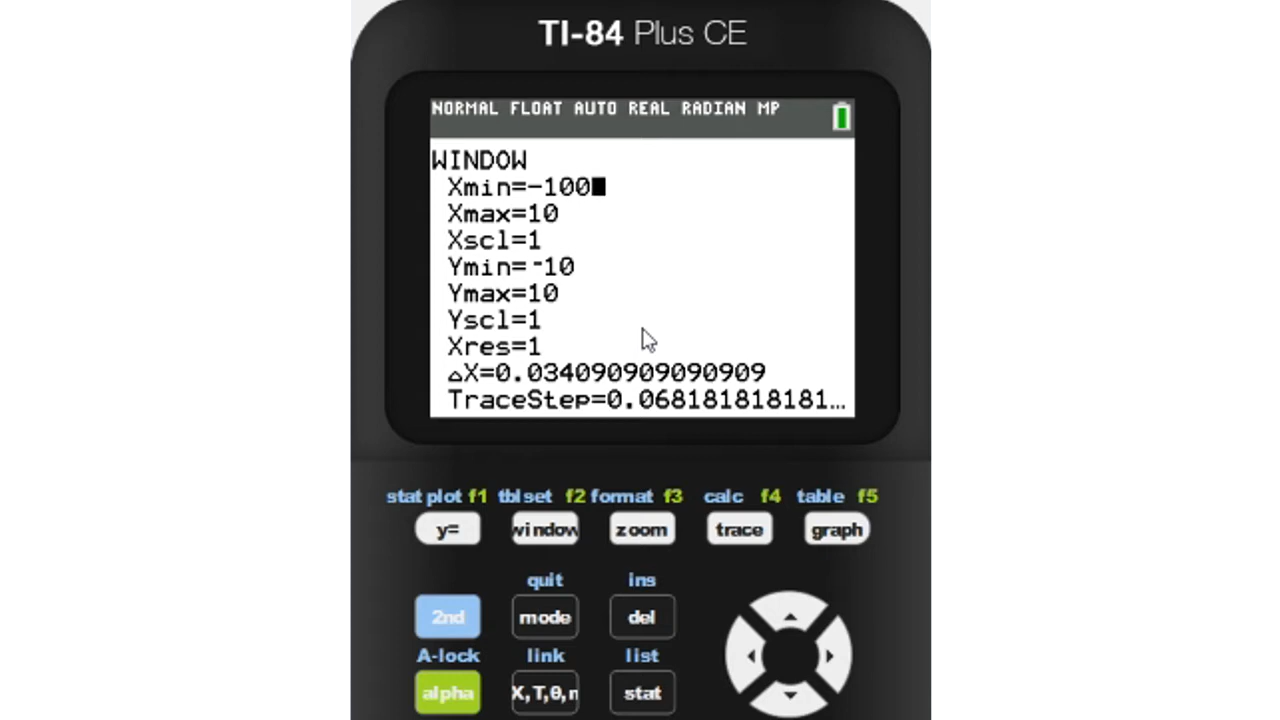 TI-84 Plus CE
NORMAL FLOAT AUTO REAL RADIAN MP
WINDOW
Xmin=−100
Xmax=10
Xscl=1
Ymin=⁻10
Ymax=10
Yscl=1
Xres=1
△X=0.034090909090909
TraceStep=0.068181818181…
stat plot f1 tblset f2 format f3 calc f4 table f5
y= window zoom trace graph
quit ins
2nd mode del
A-lock link list
alpha X,T,θ,n stat